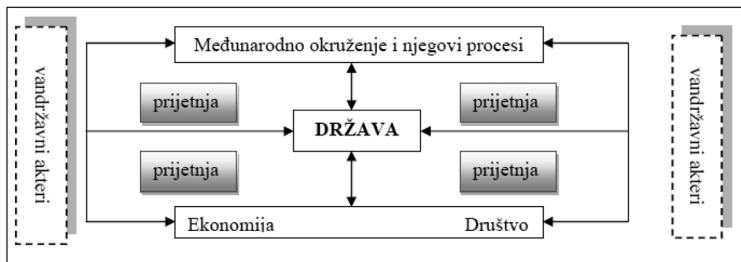 Međunarodno okruženje i njegovi procesi
vandržavni akteri
prijetnja
prijetnja
DRŽAVA
vandržavni akteri
prijetnja
prijetnja
Ekonomija
Društvo